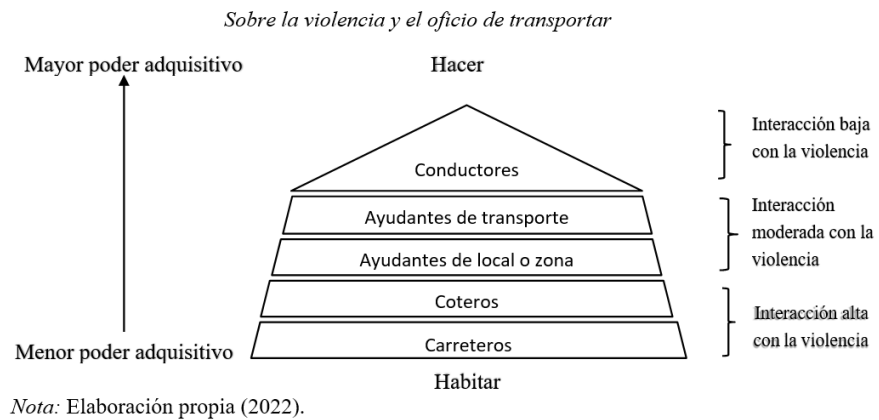 Sobre la violencia y el oficio de transportar
Mayor poder adquisitivo
Hacer
Interacción baja
con la violencia
Conductores
Ayudantes de transporte
Interacción
moderada con la
violencia
Ayudantes de local o zona
Coteros
Interacción alta
con la violencia
Carreteros
Menor poder adquisitivo
Habitar
Nota: Elaboración propia (2022).